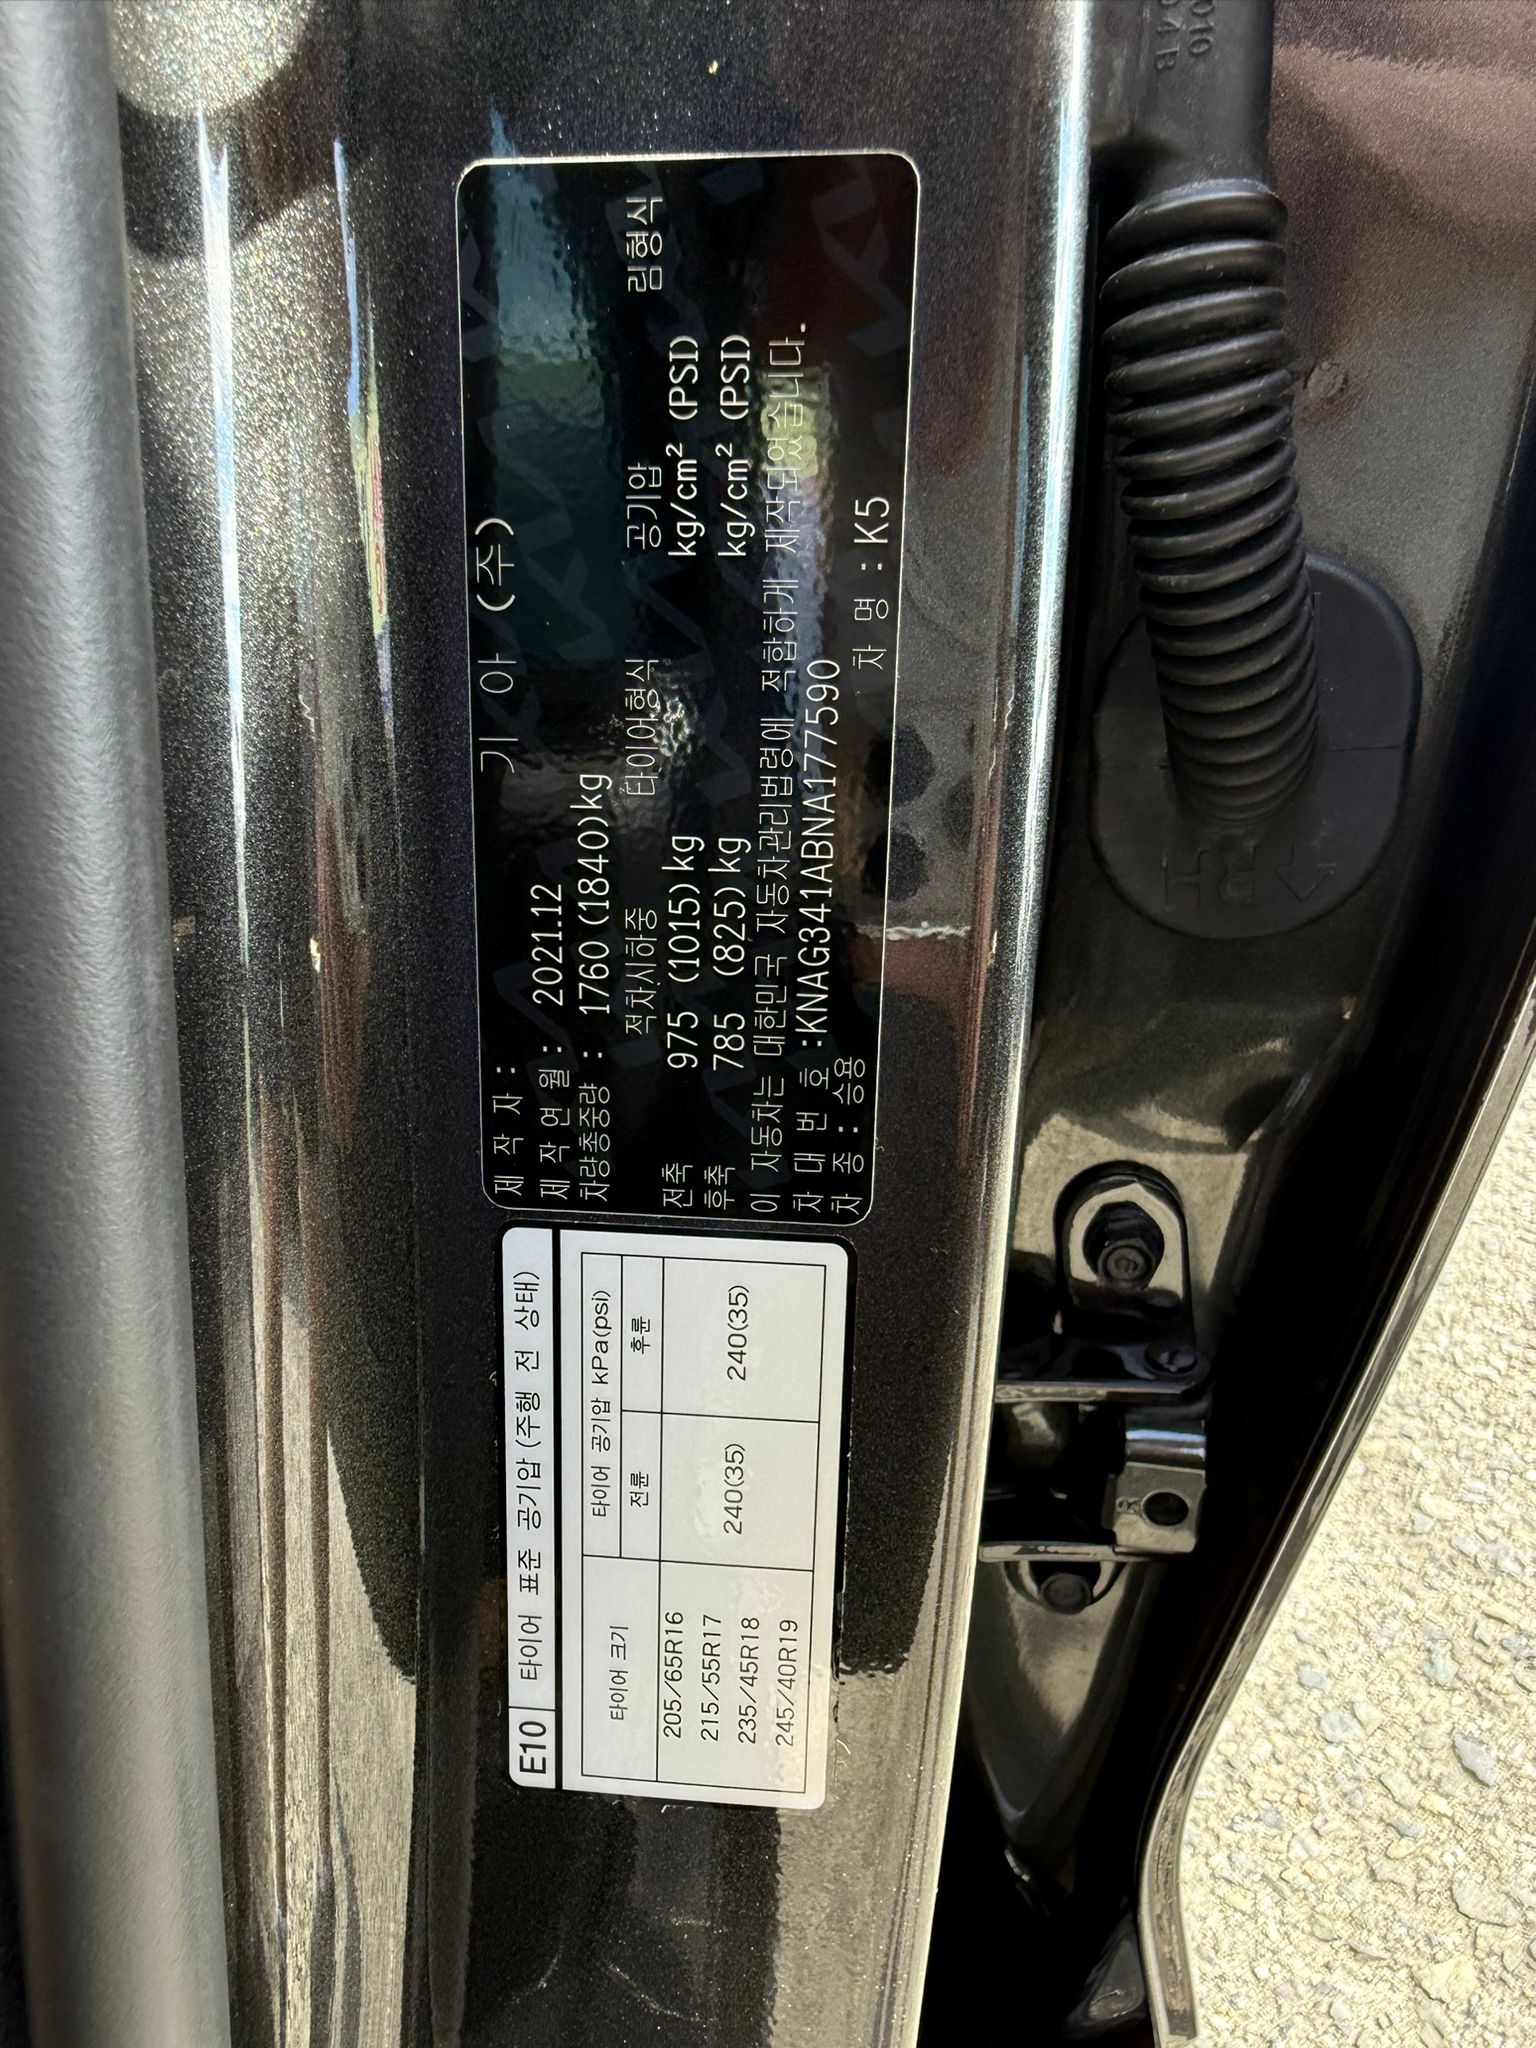 제 작 자 : 기 아 (주)
제 작 연 월 : 2021.12
차량총중량 : 1760 (1840)kg
적차시하중 타이어형식 공기압 림형식
전축 975 (1015)kg kg/cm² (PSI)
후축 785 (825)kg kg/cm² (PSI)
이 자동차는 대한민국 자동차관리법령에 적합하게 제작되었습니다.
차 대 번 호 :KNAG341ABNA177590
차 종 : 승용 차 명 :K5
E10 타이어 표준 공기압 (주행 전 상태)
타이어 크기 타이어 공기압 kPa(psi)
전륜 후륜
205/65R16
215/55R17
235/45R18
245/40R19
240(35) 240(35)